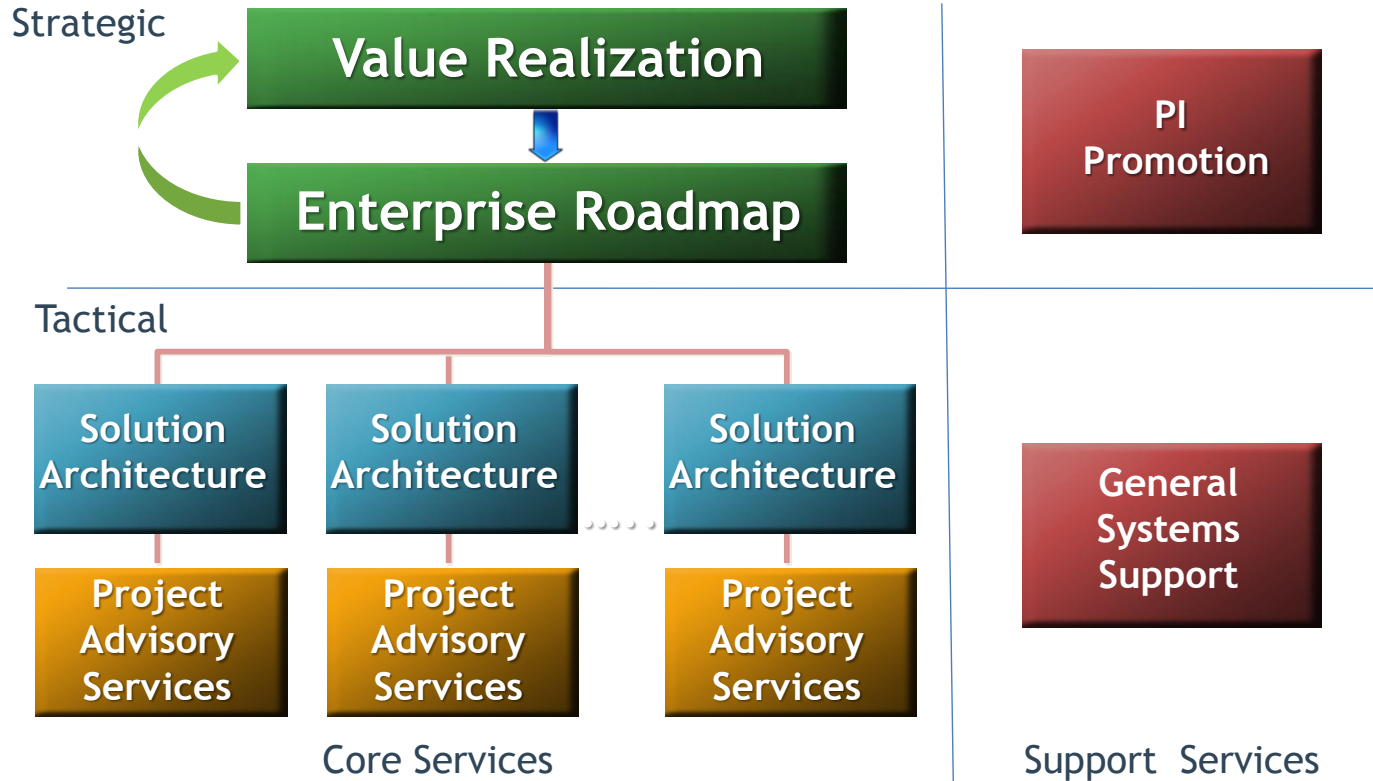 Strategic
Value Realization
Enterprise Roadmap
PI
Promotion
Tactical
Solution
Architecture
Solution
Architecture
.....
Solution
Architecture
Project
Advisory
Services
Project
Advisory
Services
Project
Advisory
Services
General
Systems
Support
Core Services
Support Services